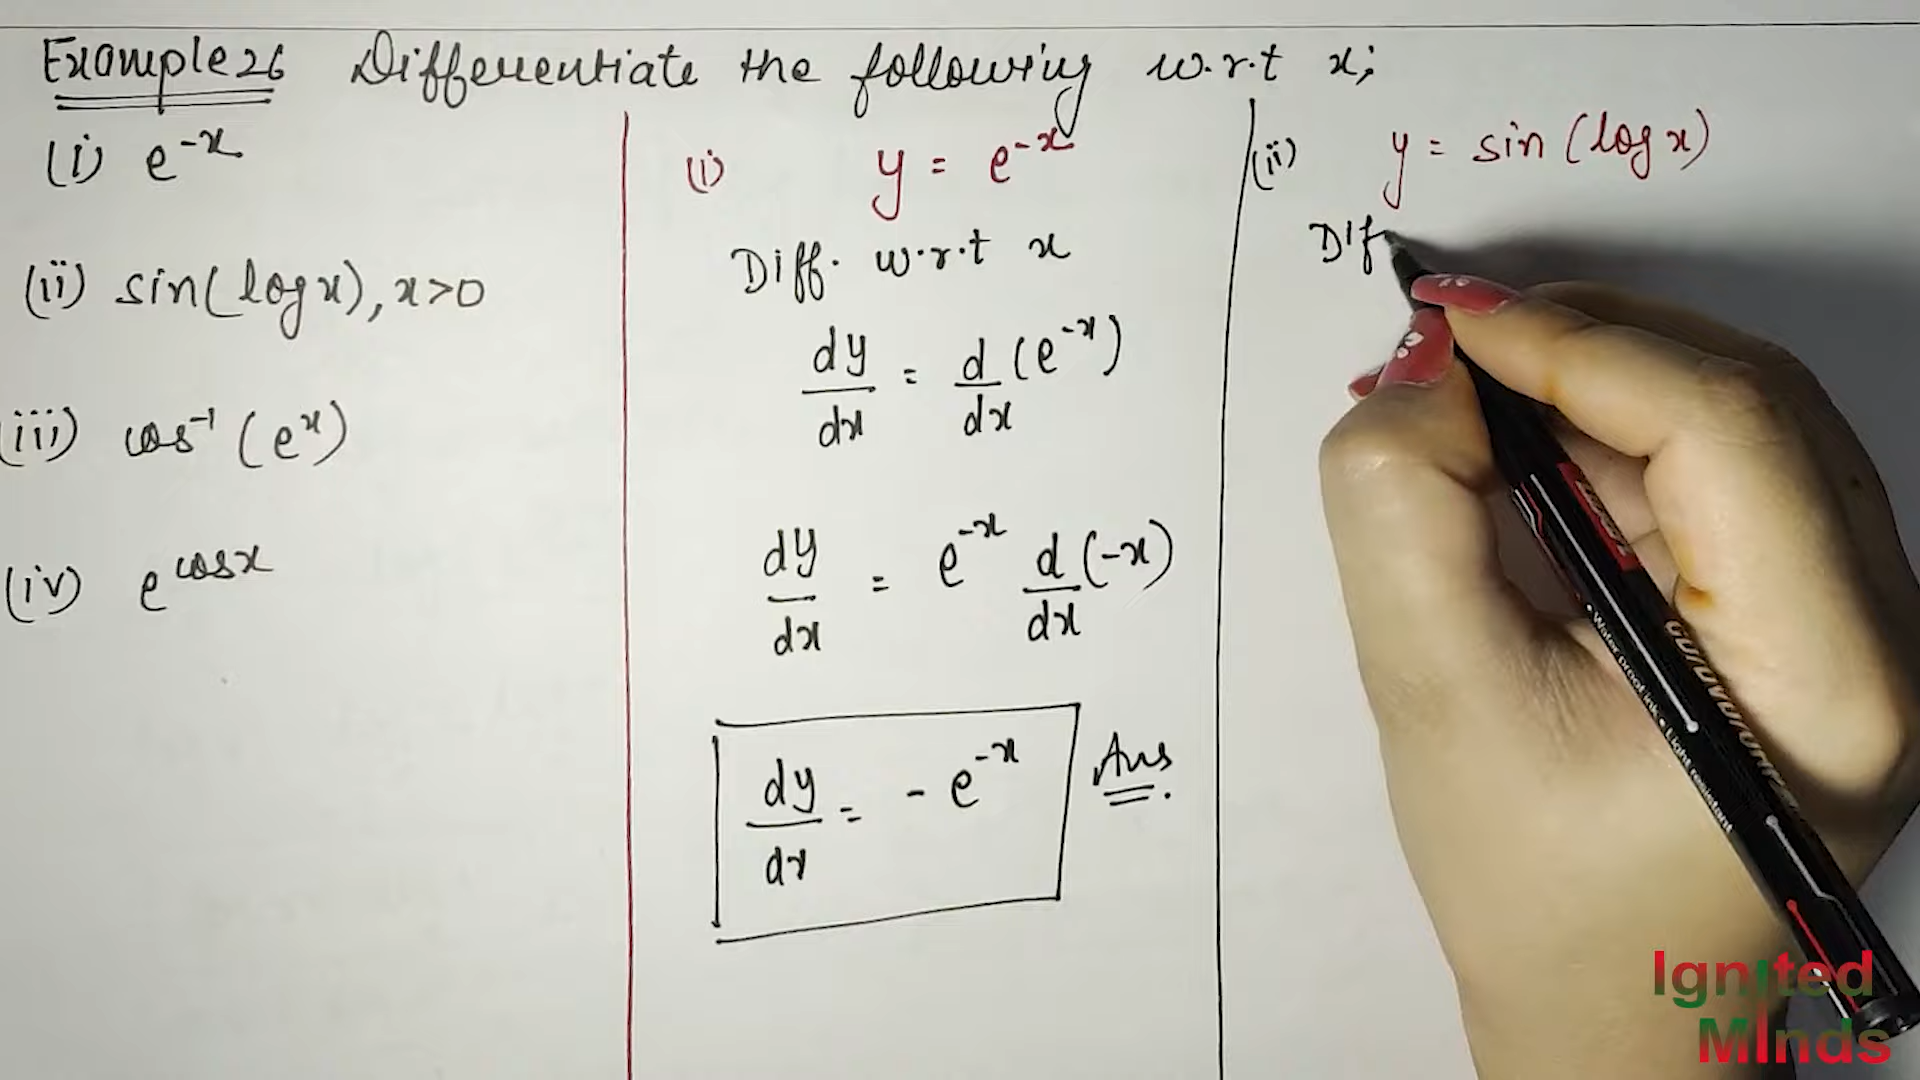 Example 26 Differentiate the following w.r.t x;
(i) e^-x
(ii) sin(log x), x>0
(iii) cos^-1 (e^x)
(iv) e^cosx
(i) y = e^-x
Diff. w.r.t x
dy/dx = d/dx (e^-x)
dy/dx = e^-x d/dx (-x)
dy/dx = - e^-x Ans.
(ii) y = sin (log x)
Dif
Ignited
Minds